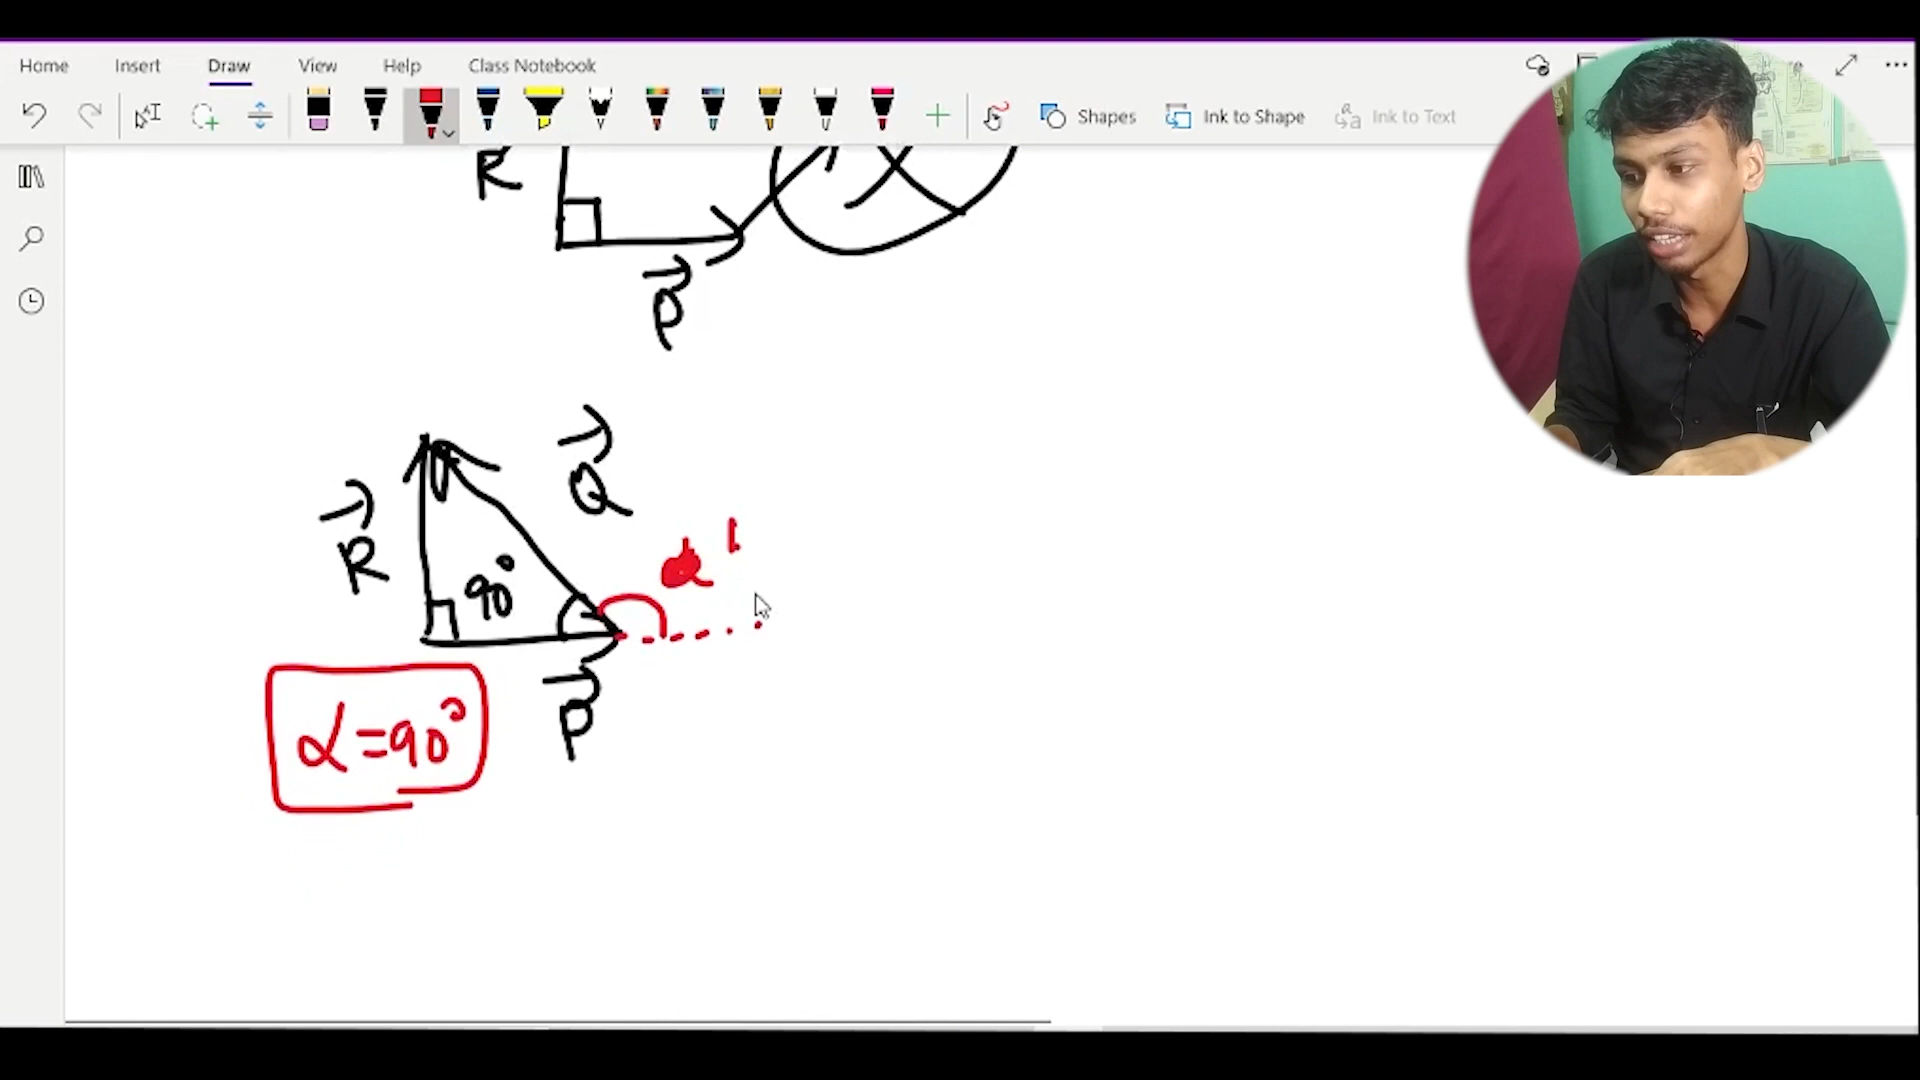 Home Insert Draw View Help Class Notebook
Shapes Ink to Shape Ink to Text
R
P
Q
R
90°
α'
P
α=90°